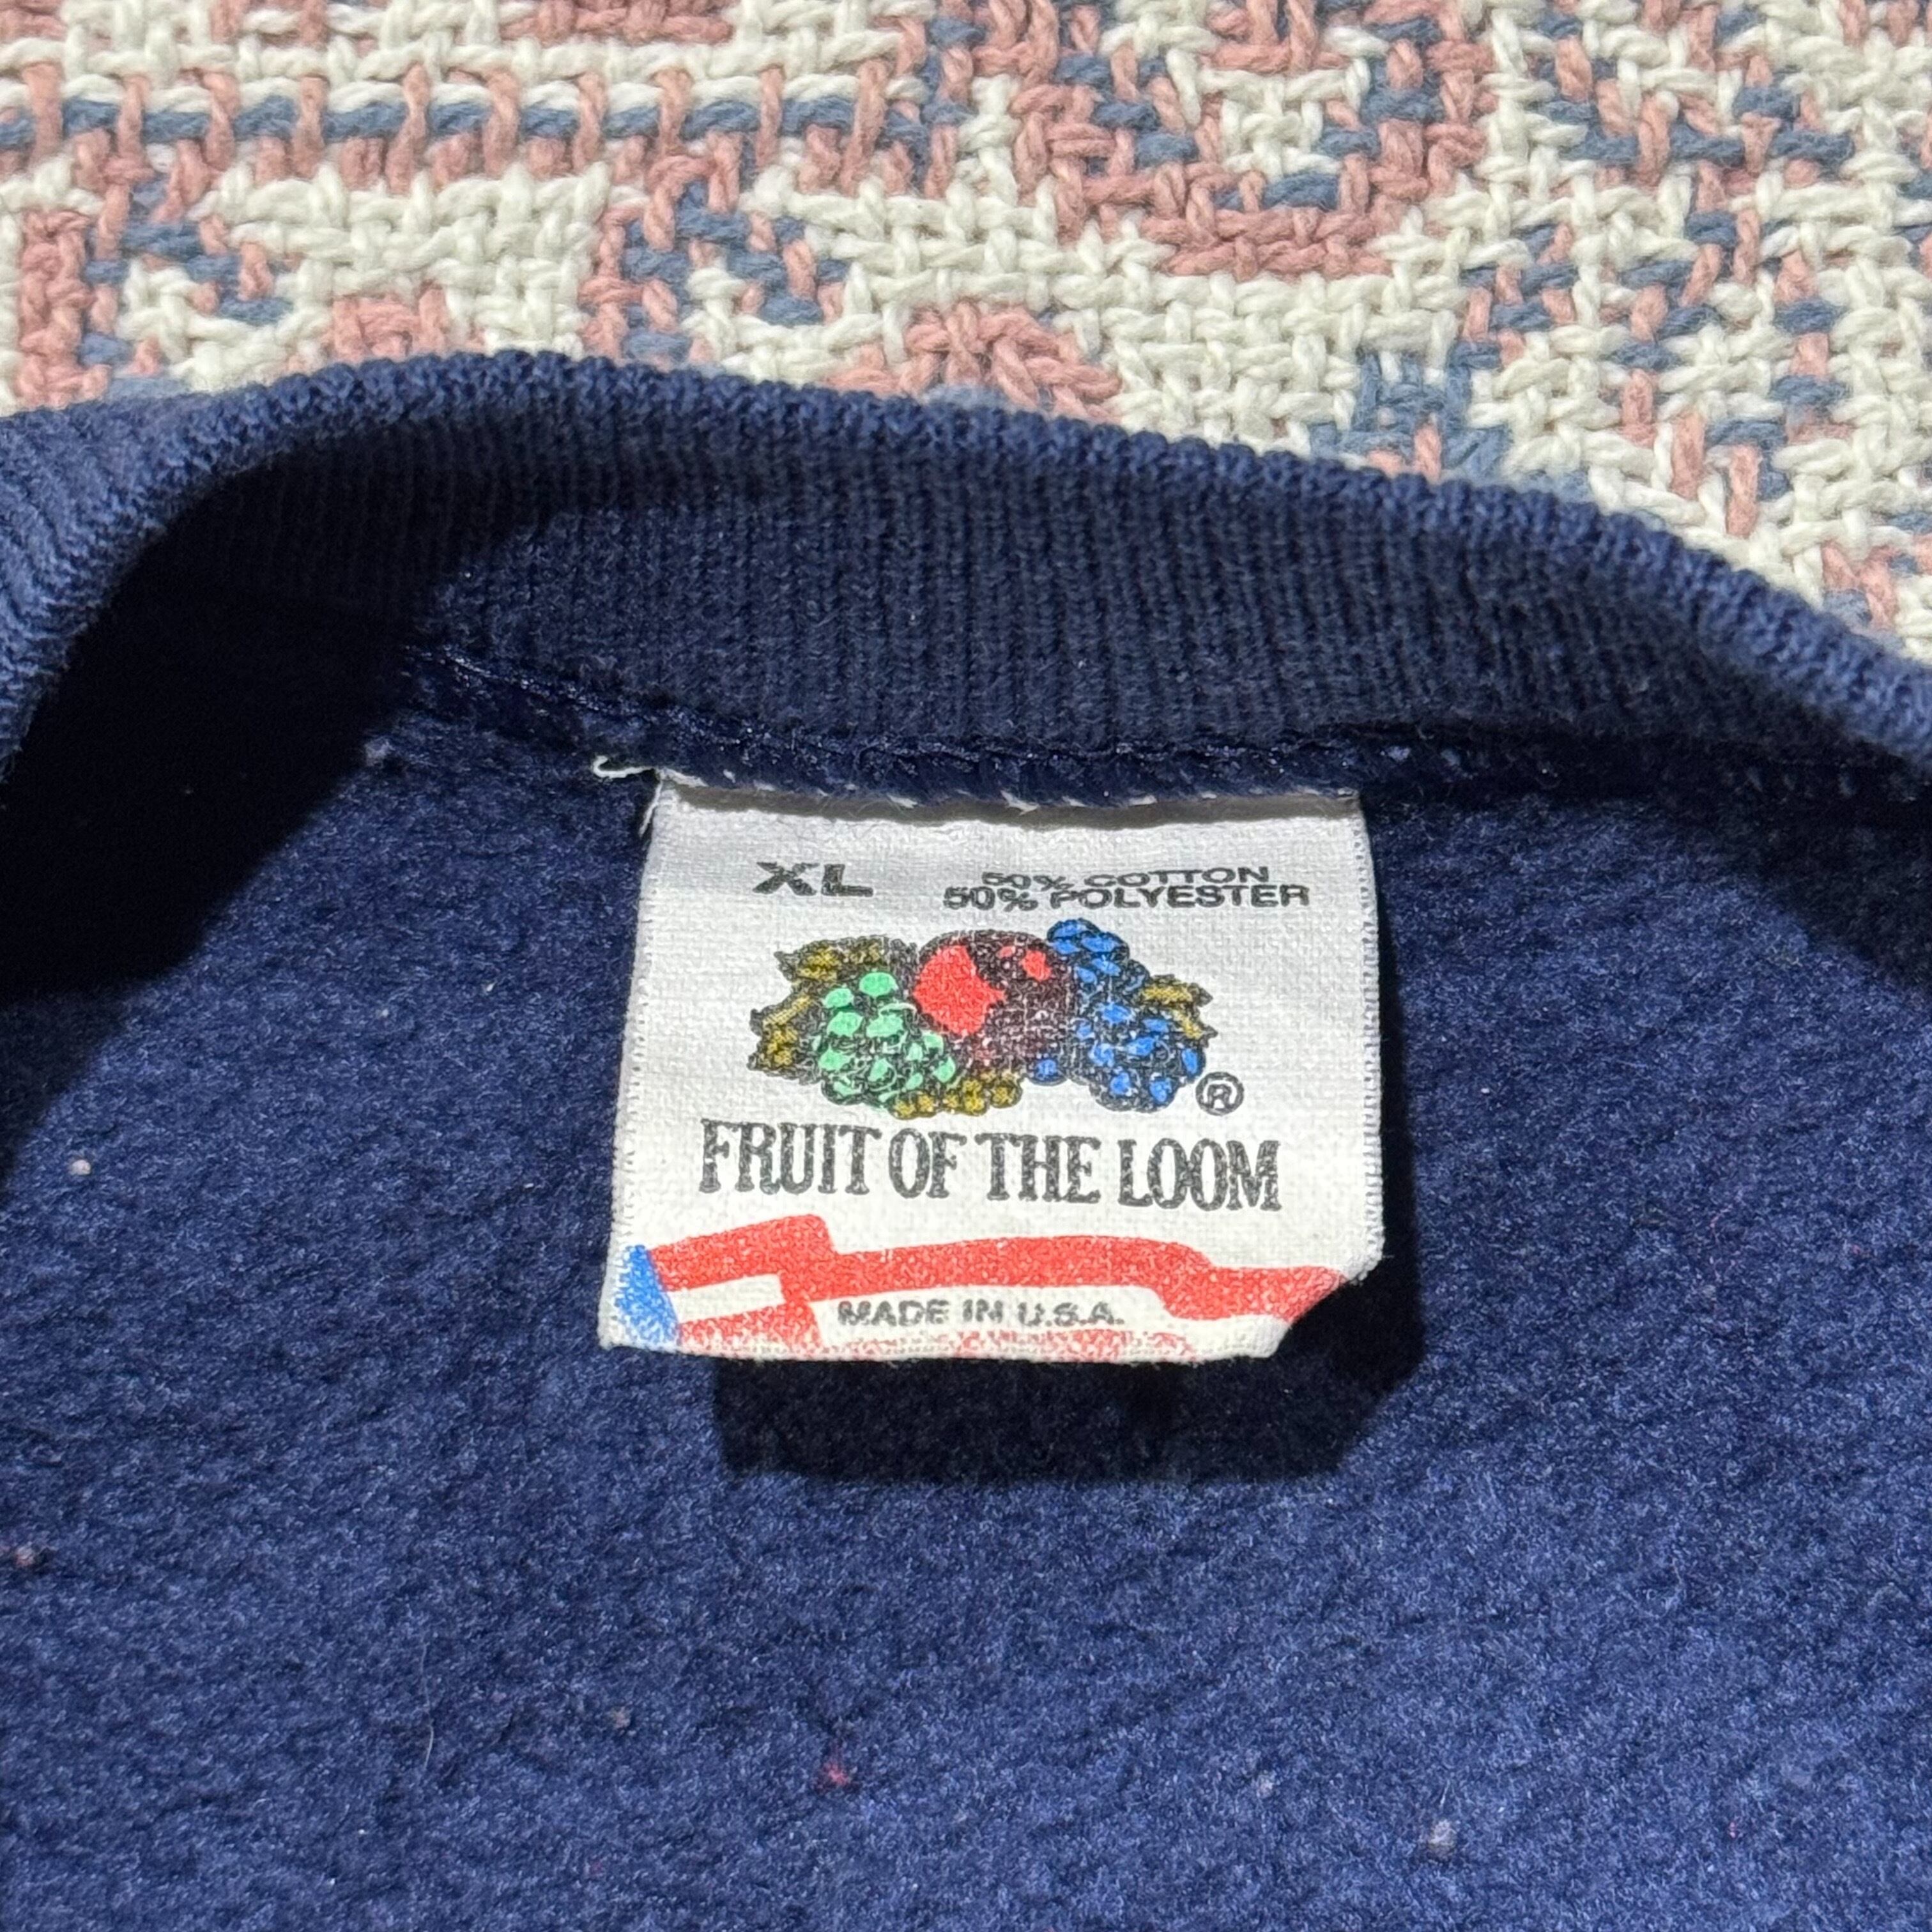 XL
50% COTTON
50% POLYESTER
®
FRUIT OF THE LOOM
MADE IN U.S.A.